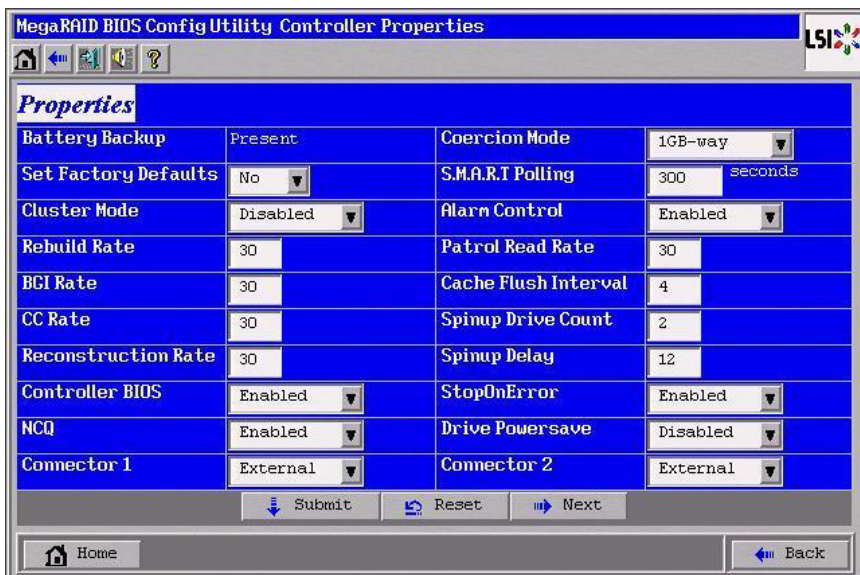 MegaRAID BIOS Config Utility Controller Properties
LSI
Properties
Battery Backup Present Coercion Mode 1GB-way
Set Factory Defaults No S.M.A.R.T Polling 300 seconds
Cluster Mode Disabled Alarm Control Enabled
Rebuild Rate 30 Patrol Read Rate 30
BGI Rate 30 Cache Flush Interval 4
CC Rate 30 Spinup Drive Count 2
Reconstruction Rate 30 Spinup Delay 12
Controller BIOS Enabled StopOnError Enabled
NCQ Enabled Drive Powersave Disabled
Connector 1 External Connector 2 External
Submit Reset Next
Home Back